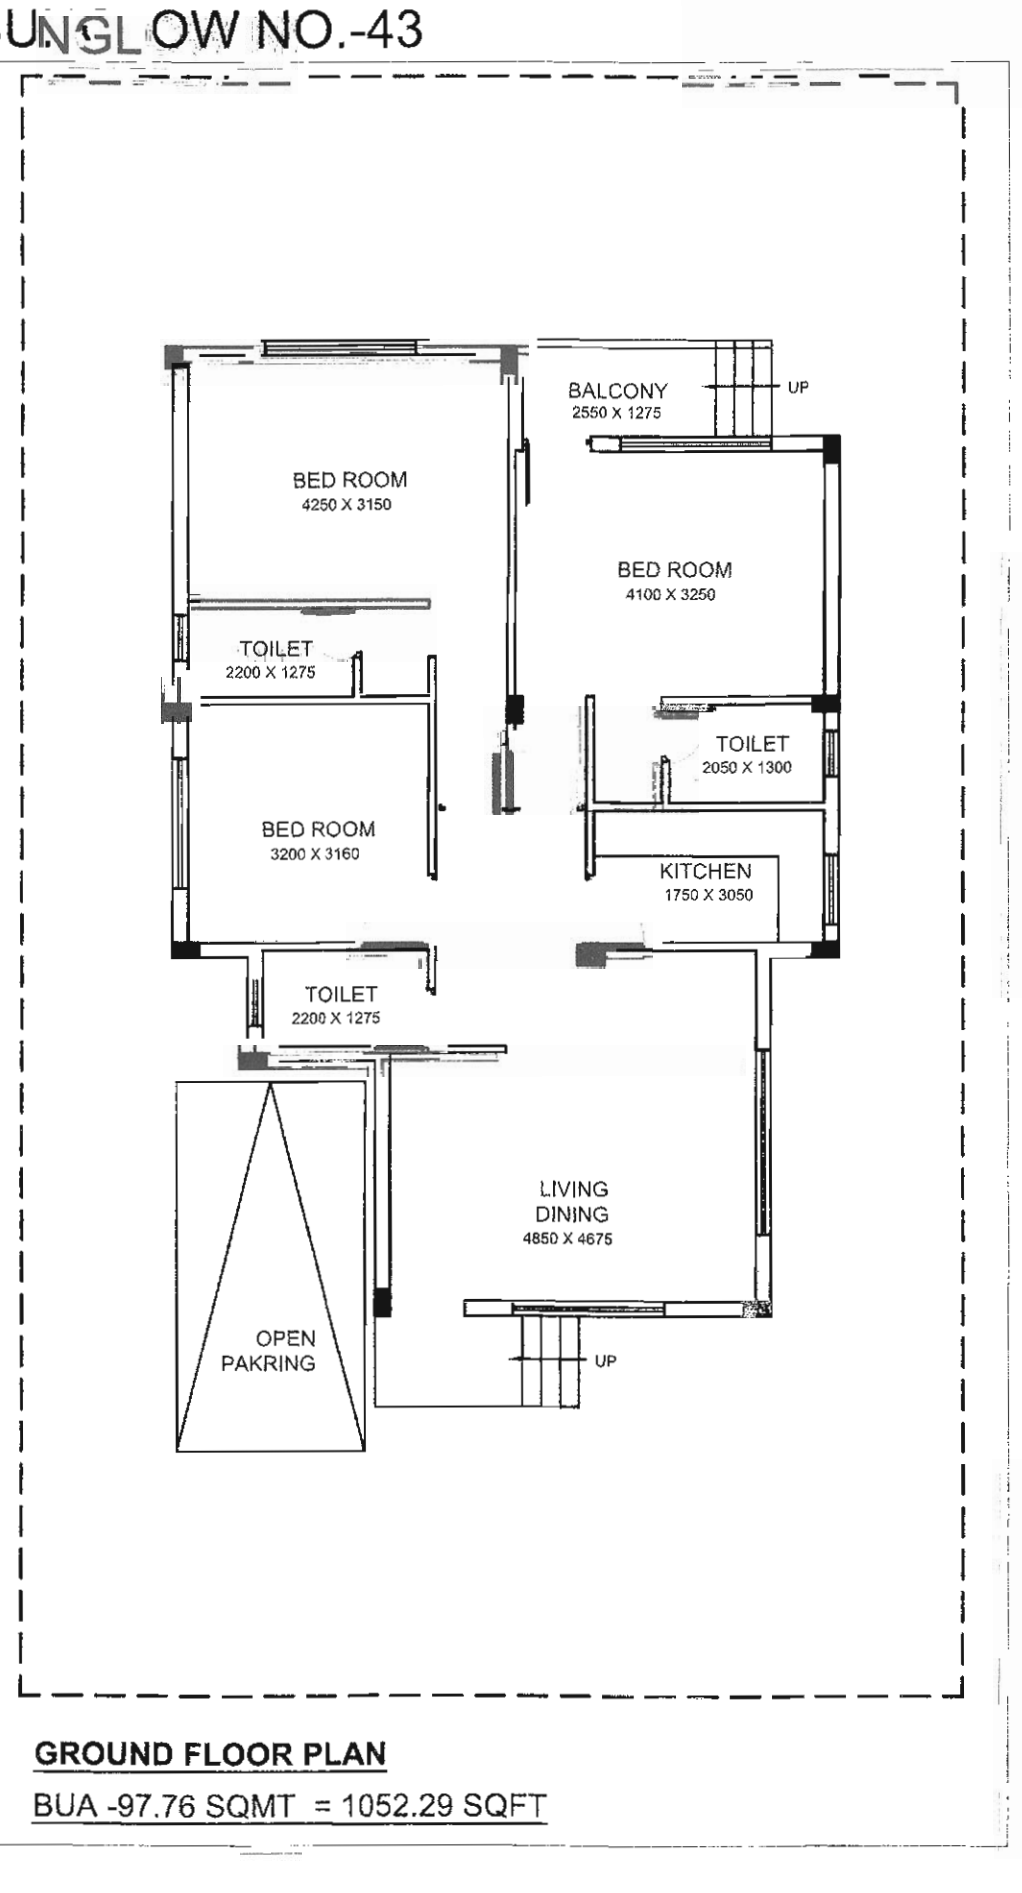 BUNGLOW NO.-43
BALCONY
2550 X 1275
UP
BED ROOM
4250 X 3150
BED ROOM
4100 X 3250
TOILET
2200 X 1275
TOILET
2050 X 1300
BED ROOM
3200 X 3160
KITCHEN
1750 X 3050
TOILET
2200 X 1275
LIVING
DINING
4850 X 4675
OPEN
PAKRING
UP
GROUND FLOOR PLAN
BUA -97.76 SQMT = 1052.29 SQFT